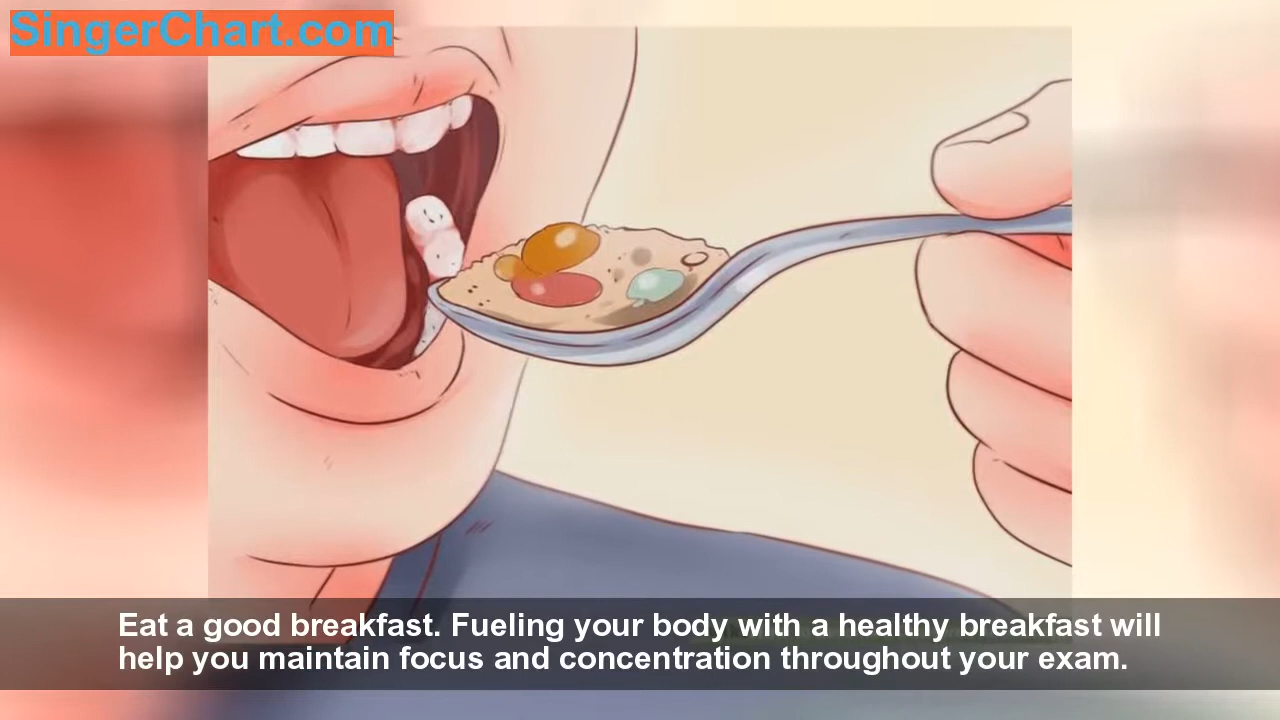 SingerChart.com
Eat a good breakfast. Fueling your body with a healthy breakfast will
help you maintain focus and concentration throughout your exam.